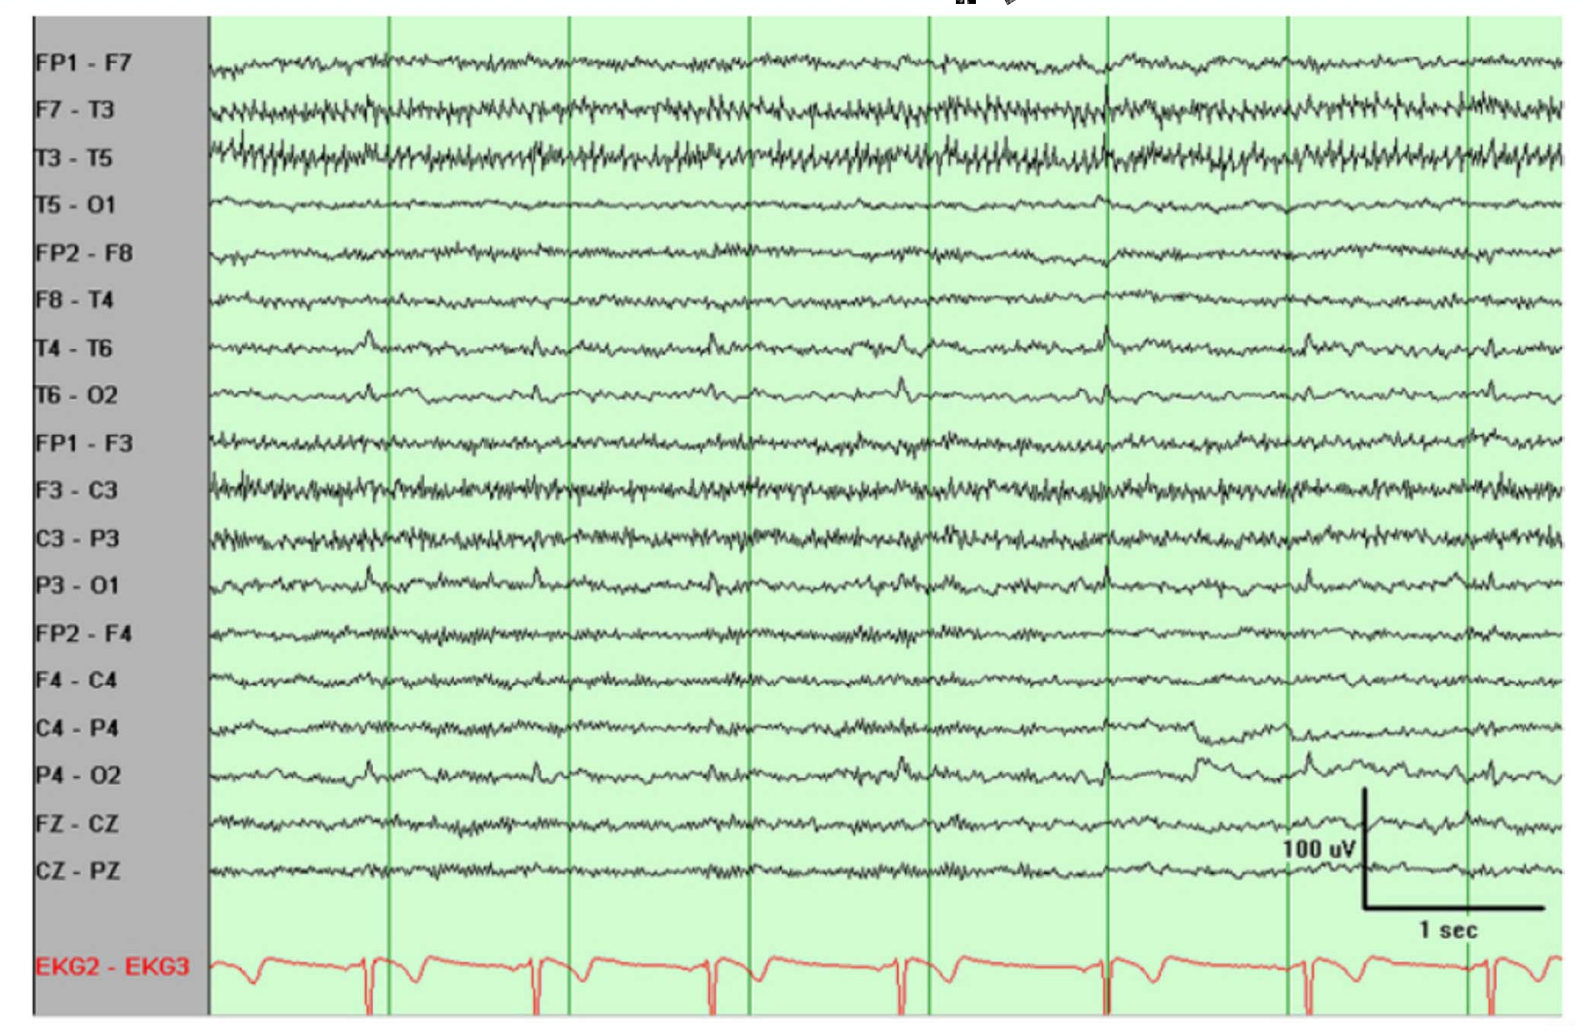 FP1 - F7
F7 - T3
T3 - T5
T5 - O1
FP2 - F8
F8 - T4
T4 - T6
T6 - O2
FP1 - F3
F3 - C3
C3 - P3
P3 - O1
FP2 - F4
F4 - C4
C4 - P4
P4 - O2
FZ - CZ
CZ - PZ
100 uV
1 sec
EKG2 - EKG3